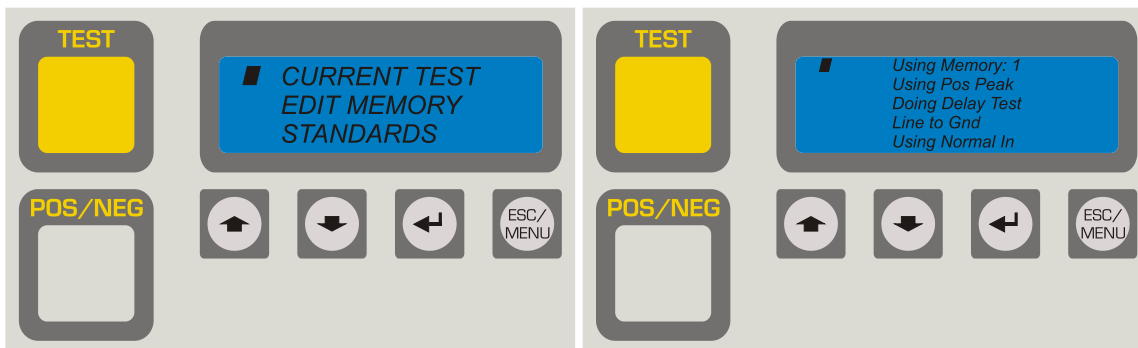 TEST
CURRENT TEST
EDIT MEMORY
STANDARDS
POS/NEG
ESC/
MENU
TEST
Using Memory: 1
Using Pos Peak
Doing Delay Test
Line to Gnd
Using Normal In
POS/NEG
ESC/
MENU